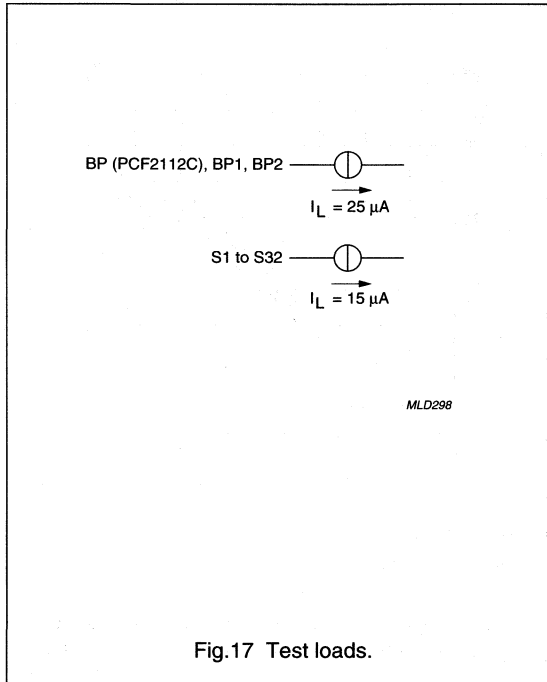 BP (PCF2112C), BP1, BP2
I_L = 25 μA
S1 to S32
I_L = 15 μA
MLD298
Fig.17 Test loads.